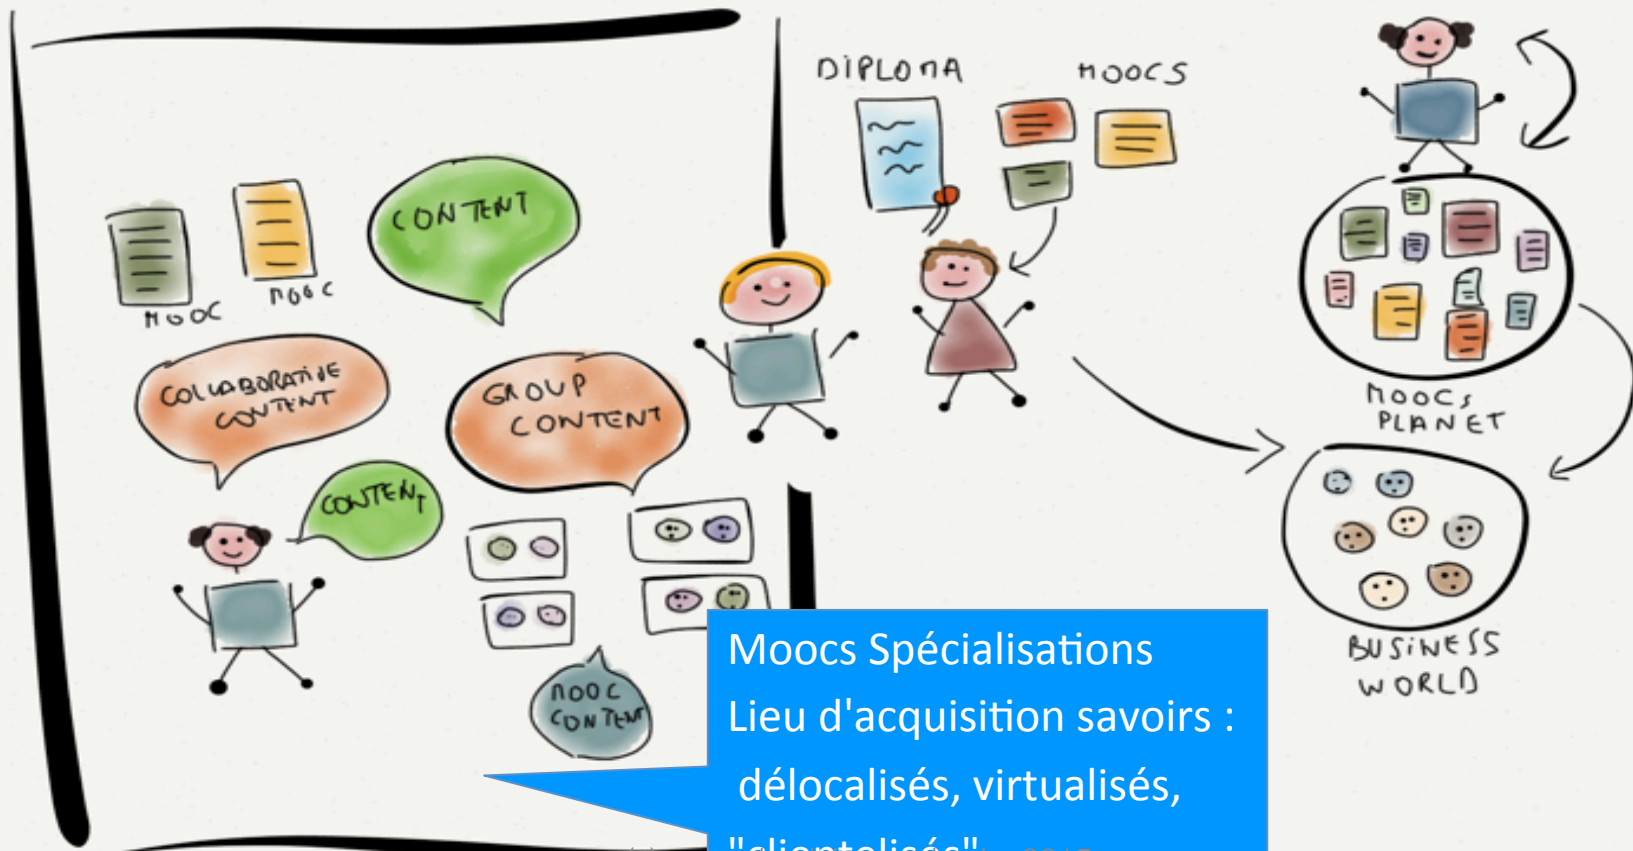 DIPLOMA
MOOCS
CONTENT
MOOC
MOOC
COLLABORATIVE
CONTENT
GROUP
CONTENT
CONTENT
MOOC
CONTENT
MOOCs
PLANET
BUSINESS
WORLD
Moocs Spécialisations
Lieu d'acquisition savoirs :
délocalisés, virtualisés,
"clientelisés"